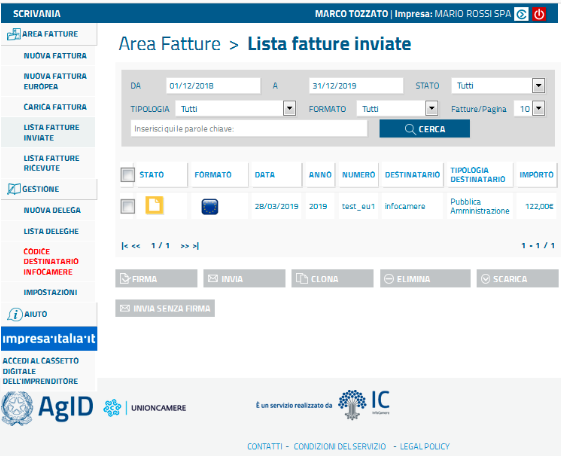 SCRIVANIA
MARCO TOZZATO | Impresa: MARIO ROSSI SPA
AREA FATTURE
NUOVA FATTURA
NUOVA FATTURA
EUROPEA
CARICA FATTURA
LISTA FATTURE
INVIATE
LISTA FATTURE
RICEVUTE
GESTIONE
NUOVA DELEGA
LISTA DELEGHE
CODICE
DESTINATARIO
INFOCAMERE
IMPOSTAZIONI
AIUTO
impresa·italia·it
ACCEDI AL CASSETTO
DIGITALE
DELL'IMPRENDITORE
Area Fatture > Lista fatture inviate
DA 01/12/2018 A 31/12/2019 STATO Tutti
TIPOLOGIA Tutti FORMATO Tutti Fatture/Pagina 10
Inserisci qui le parole chiave: CERCA
STATO FORMATO DATA ANNO NUMERO DESTINATARIO TIPOLOGIA DESTINATARIO IMPORTO
28/03/2019 2019 test_eu1 infocamere Pubblica Amministrazione 122,00€
|< << 1 / 1 >> >| 1 - 1 / 1
FIRMA INVIA CLONA ELIMINA SCARICA
INVIA SENZA FIRMA
AgID UNIONCAMERE È un servizio realizzato da IC
CONTATTI - CONDIZIONI DEL SERVIZIO - LEGAL POLICY